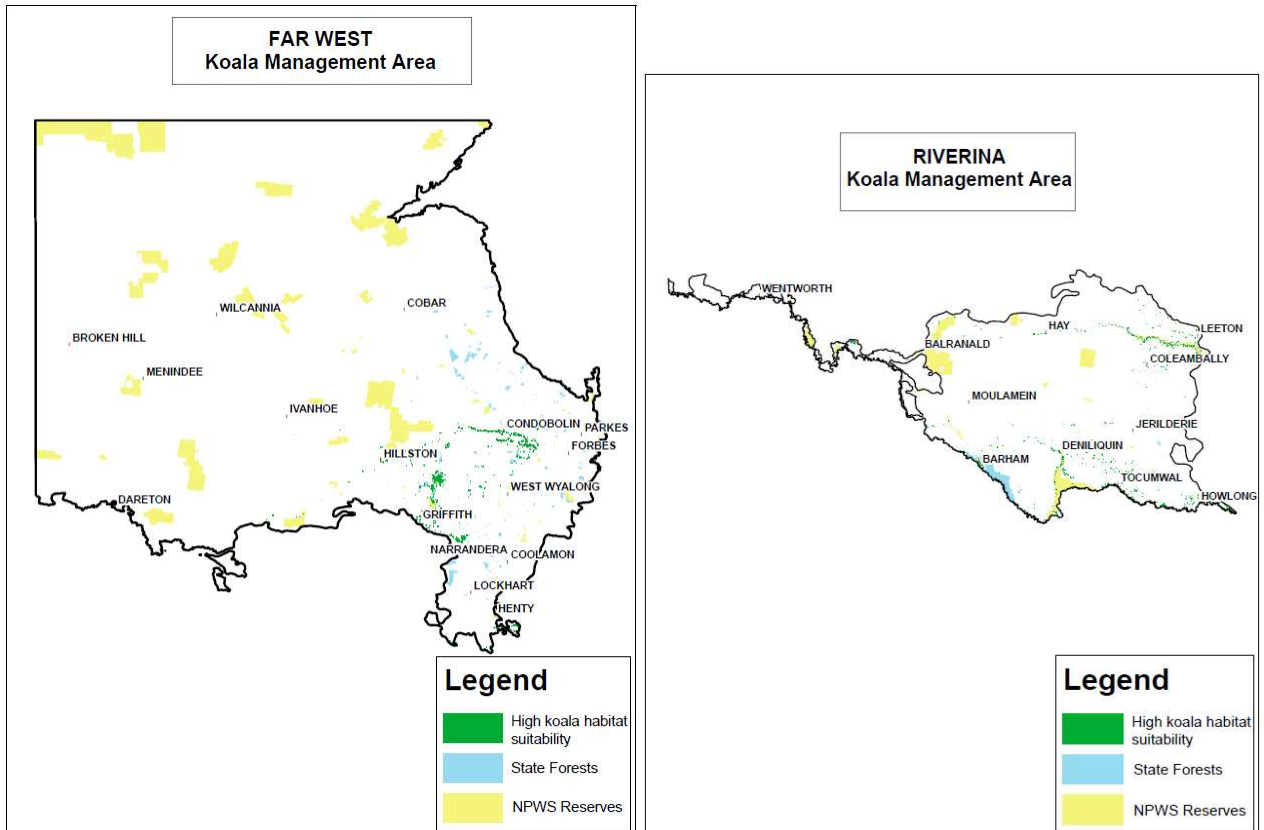 FAR WEST
Koala Management Area
COBAR
WILCANNIA
BROKEN HILL
MENINDEE
IVANHOE
CONDOBOLIN
PARKES
FORBES
HILLSTON
WEST WYALONG
DARETON
GRIFFITH
NARRANDERA
COOLAMON
LOCKHART
HENTY
Legend
High koala habitat
suitability
State Forests
NPWS Reserves
RIVERINA
Koala Management Area
WENTWORTH
HAY
LEETON
BALRANALD
COLEAMBALLY
MOULAMEIN
JERILDERIE
DENILIQUIN
BARHAM
TOCUMWAL
HOWLONG
Legend
High koala habitat
suitability
State Forests
NPWS Reserves